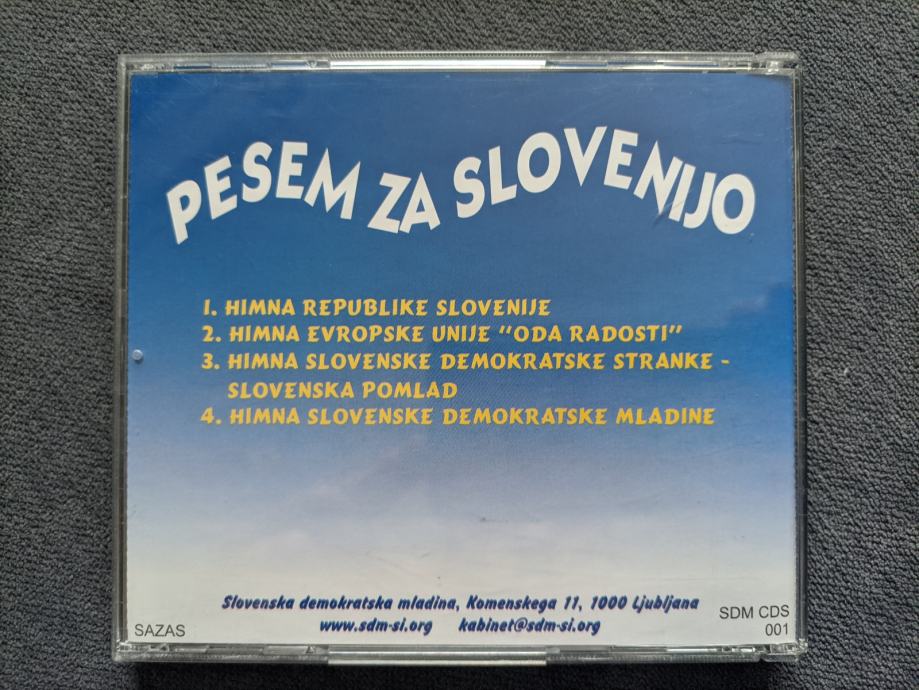 PESEM ZA SLOVENIJO
1. HIMNA REPUBLIKE SLOVENIJE
2. HIMNA EVROPSKE UNIJE "ODA RADOSTI"
3. HIMNA SLOVENSKE DEMOKRATSKE STRANKE -
SLOVENSKA POMLAD
4. HIMNA SLOVENSKE DEMOKRATSKE MLADINE
Slovenska demokratska mladina, Komenskega 11, 1000 Ljubljana
www.sdm-si.org kabinet@sdm-si.org
SAZAS
SDM CDS
001